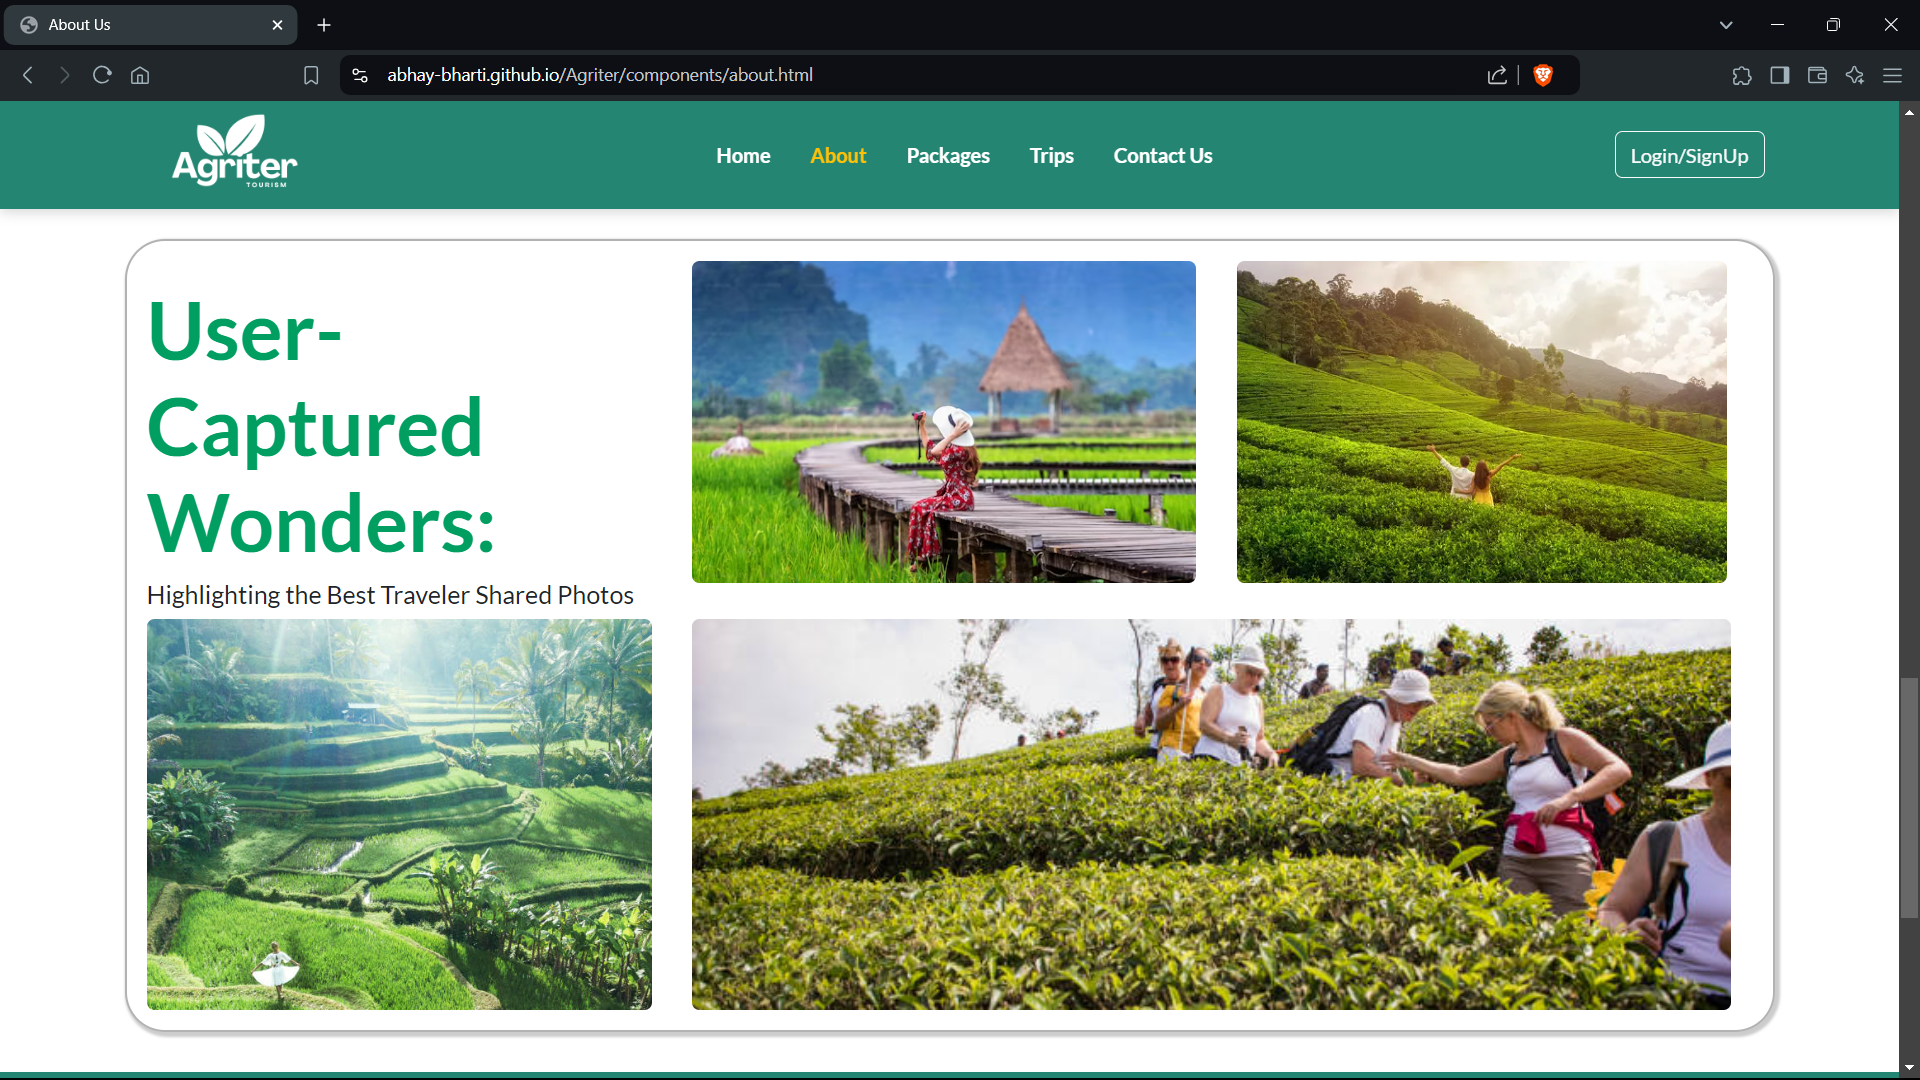 About Us
abhay-bharti.github.io/Agriter/components/about.html
Agriter
TOURISM
Home
About
Packages
Trips
Contact Us
Login/SignUp
User-
Captured
Wonders:
Highlighting the Best Traveler Shared Photos